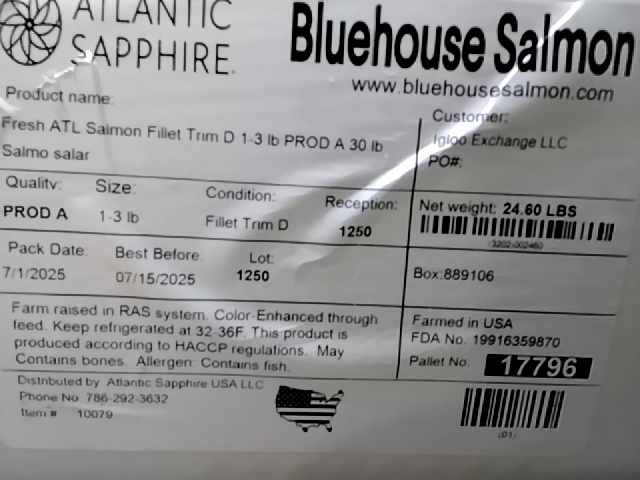 ATLANTIC
SAPPHIRE.
Bluehouse Salmon
www.bluehousesalmon.com
Product name:
Fresh ATL Salmon Fillet Trim D 1-3 lb PROD A 30 lb
Salmo salar
Customer:
Igloo Exchange LLC
PO#:
Quality:
PROD A
Size:
1-3 lb
Condition:
Fillet Trim D
Reception:
1250
Net weight: 24.60 LBS
(3202)002460
Pack Date:
7/1/2025
Best Before:
07/15/2025
Lot:
1250
Box:889106
Farm raised in RAS system. Color-Enhanced through
feed. Keep refrigerated at 32-36F. This product is
produced according to HACCP regulations. May
Contains bones. Allergen: Contains fish.
Farmed in USA
FDA No. 19916359870
Pallet No. 17796
Distributed by Atlantic Sapphire USA LLC
Phone No 786-292-3632
Item # 10079
(01)